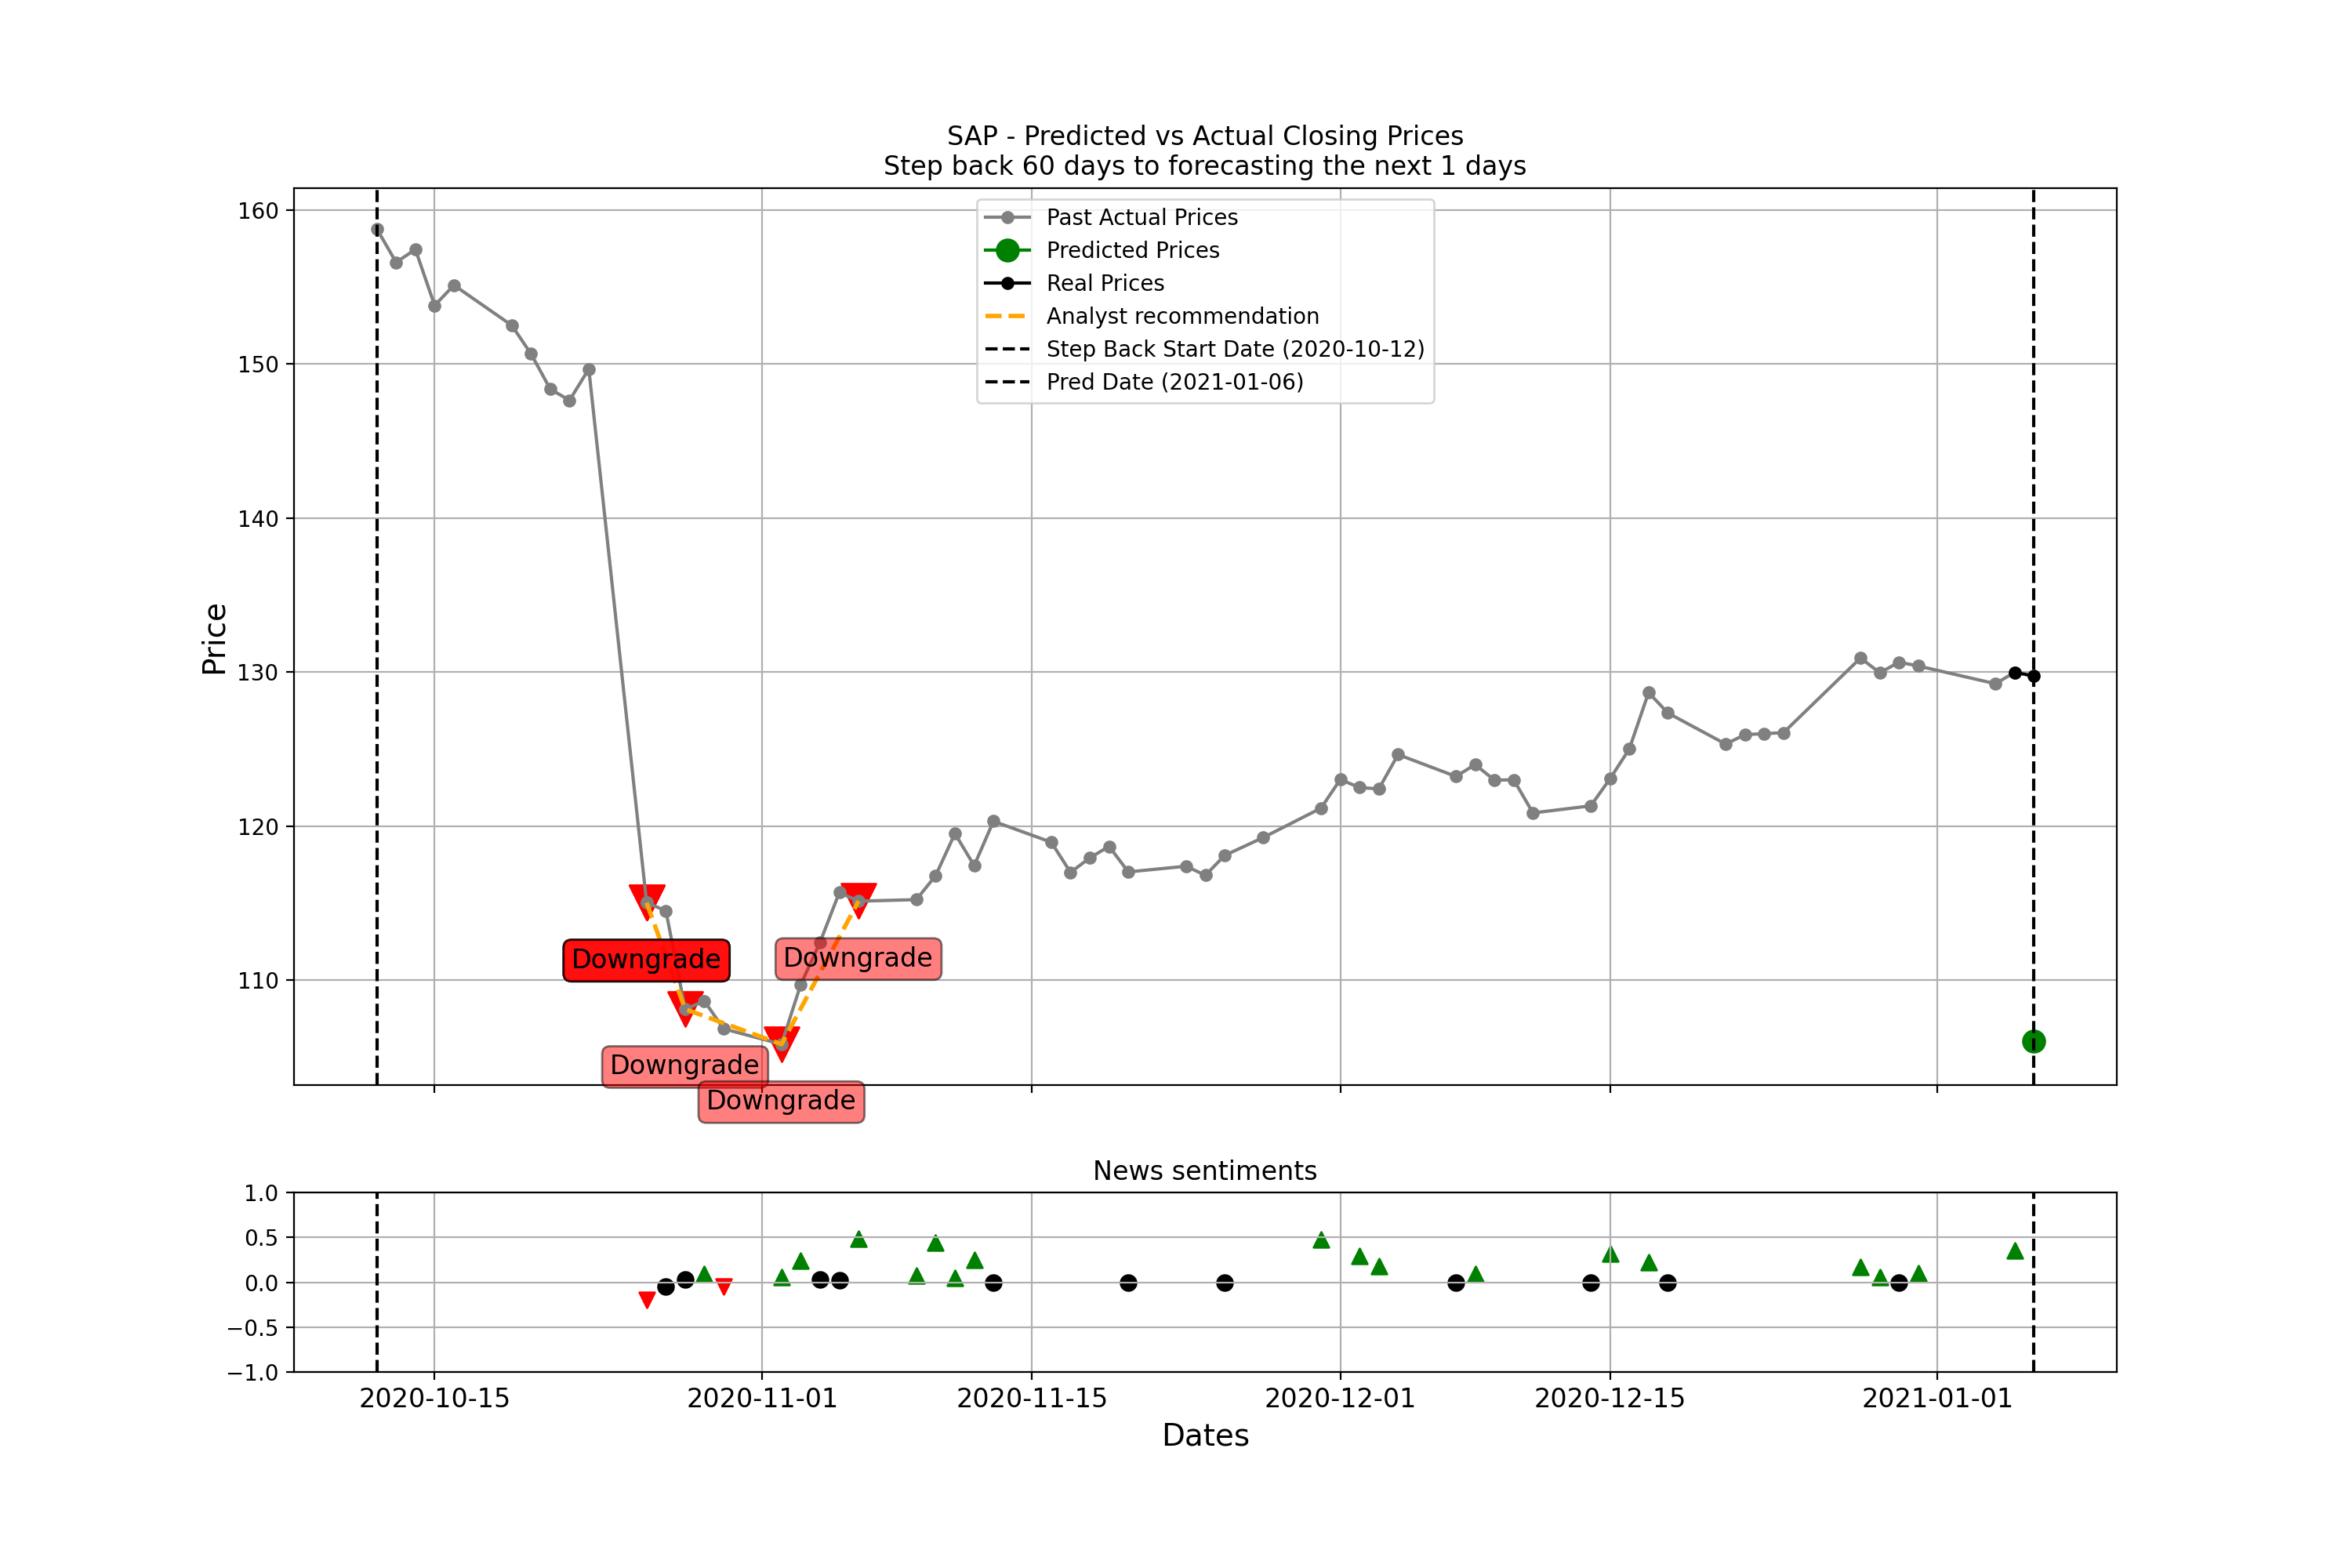 SAP - Predicted vs Actual Closing Prices
Step back 60 days to forecasting the next 1 days
Price
160
150
140
130
120
110
Past Actual Prices
Predicted Prices
Real Prices
Analyst recommendation
Step Back Start Date (2020-10-12)
Pred Date (2021-01-06)
Downgrade
Downgrade
Downgrade
Downgrade
News sentiments
1.0
0.5
0.0
−0.5
−1.0
2020-10-15
2020-11-01
2020-11-15
2020-12-01
2020-12-15
2021-01-01
Dates